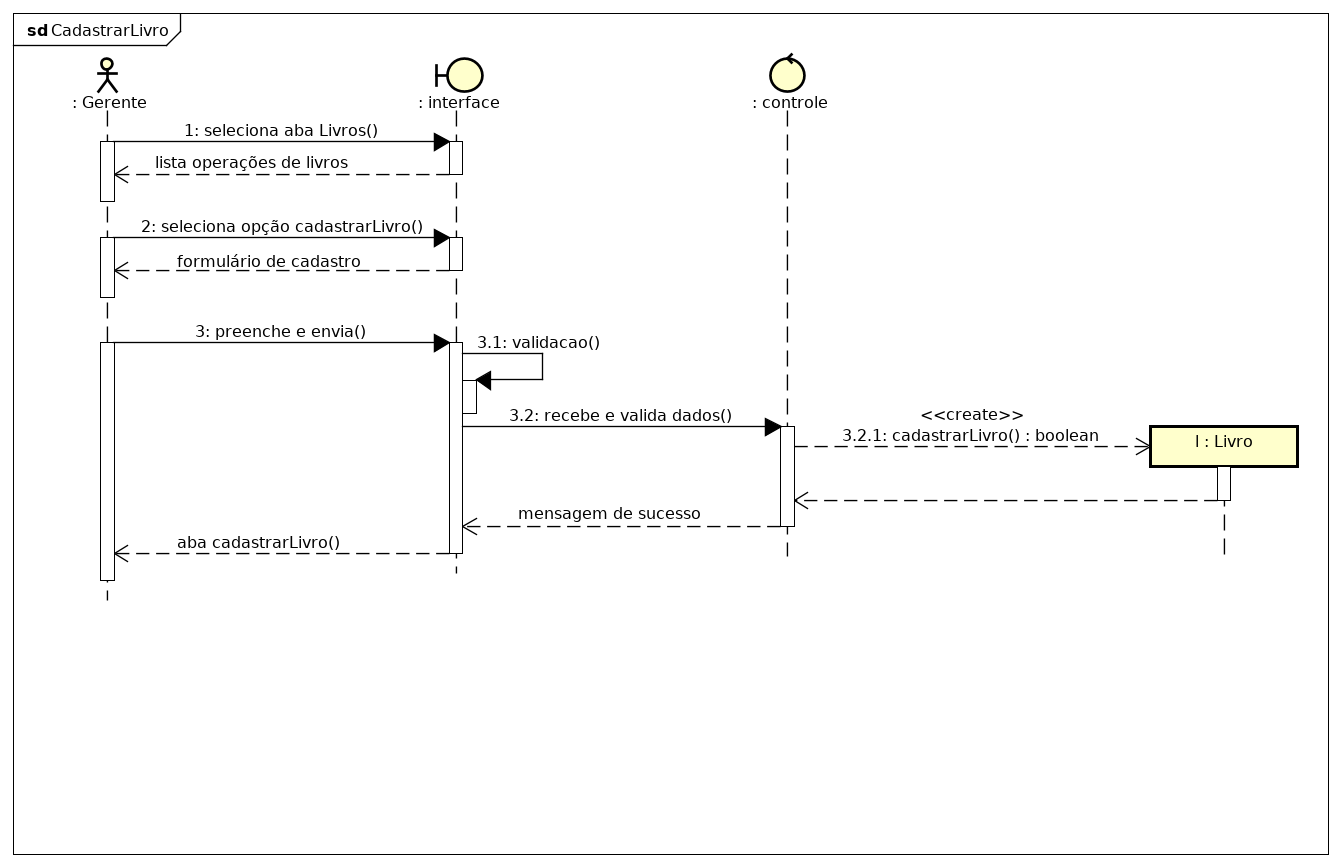 sd CadastrarLivro
: Gerente
: interface
: controle
1: seleciona aba Livros()
lista operações de livros
2: seleciona opção cadastrarLivro()
formulário de cadastro
3: preenche e envia()
3.1: validacao()
3.2: recebe e valida dados()
<<create>>
3.2.1: cadastrarLivro() : boolean
l : Livro
mensagem de sucesso
aba cadastrarLivro()